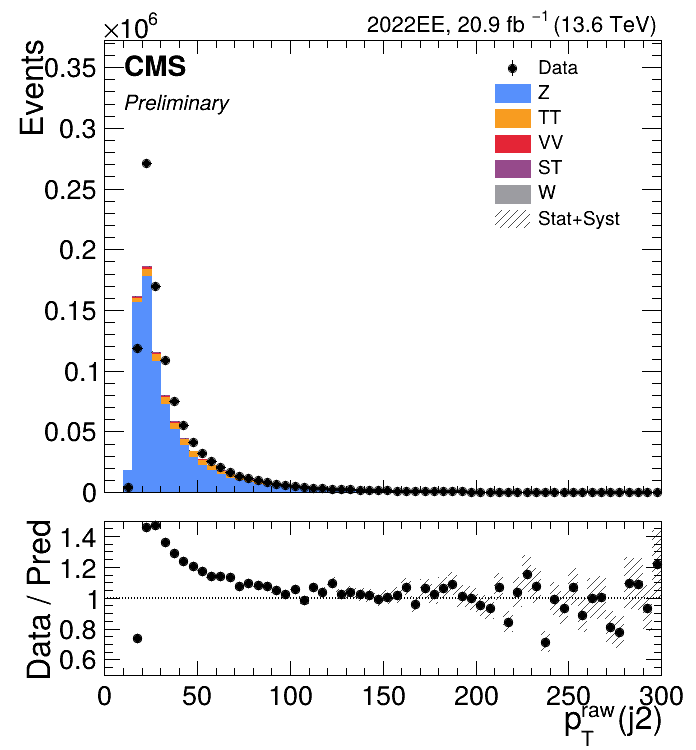 ×10^6
2022EE, 20.9 fb^-1 (13.6 TeV)
CMS
Preliminary
Events
0.35
0.3
0.25
0.2
0.15
0.1
0.05
0
Data
Z
TT
VV
ST
W
Stat+Syst
Data / Pred
1.4
1.2
1
0.8
0.6
0 50 100 150 200 250 300
p_T^raw(j2)